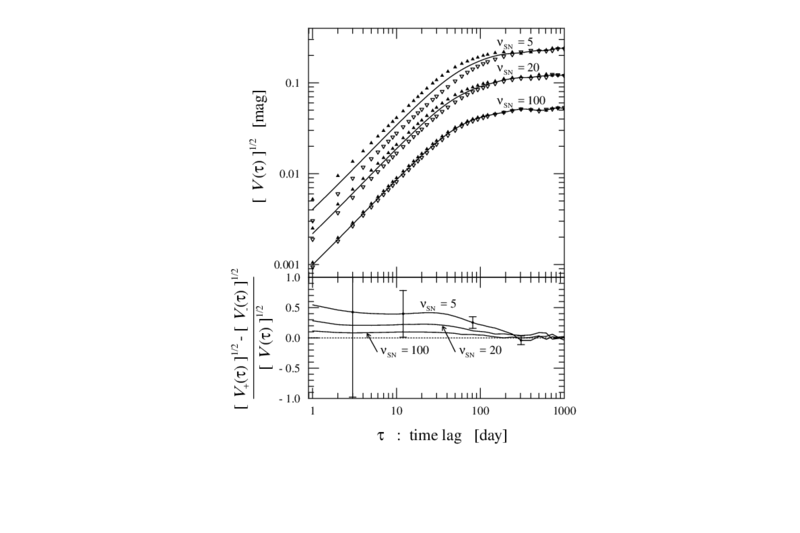 ν_SN = 5
0.1
ν_SN = 20
ν_SN = 100
[ V(τ) ]^1/2 [mag]
0.01
0.001
1.0
0.5
ν_SN = 5
0.0
ν_SN = 100
ν_SN = 20
- 0.5
- 1.0
[ V₊(τ) ]^1/2 - [ V₋(τ) ]^1/2
[ V(τ) ]^1/2
1 10 100 1000
τ : time lag [day]